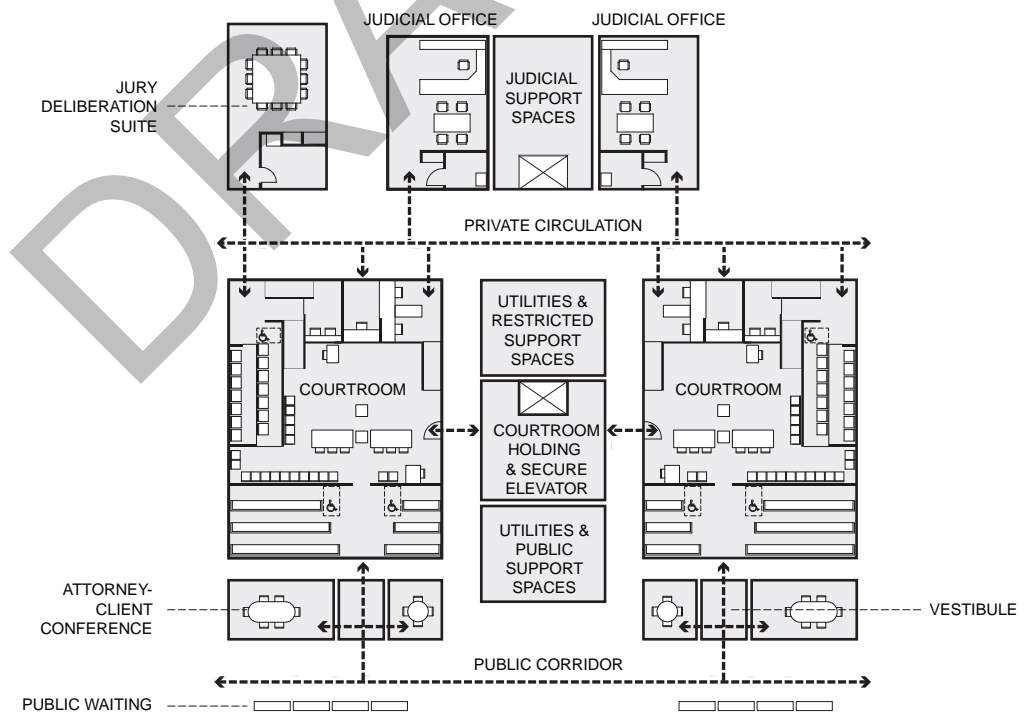 JUDICIAL OFFICE
JUDICIAL OFFICE
JURY
DELIBERATION
SUITE
JUDICIAL
SUPPORT
SPACES
PRIVATE CIRCULATION
UTILITIES &
RESTRICTED
SUPPORT
SPACES
COURTROOM
COURTROOM
COURTROOM
HOLDING
& SECURE
ELEVATOR
UTILITIES &
PUBLIC
SUPPORT
SPACES
ATTORNEY-
CLIENT
CONFERENCE
VESTIBULE
PUBLIC CORRIDOR
PUBLIC WAITING